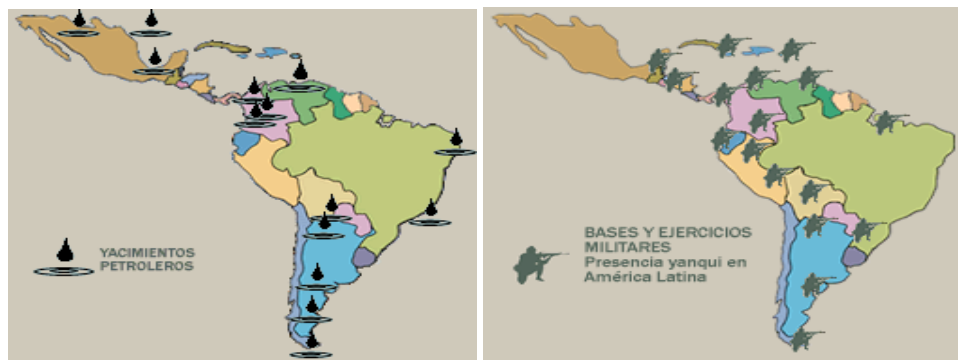 YACIMIENTOS
PETROLEROS
BASES Y EJERCICIOS
MILITARES
Presencia yanqui en
América Latina